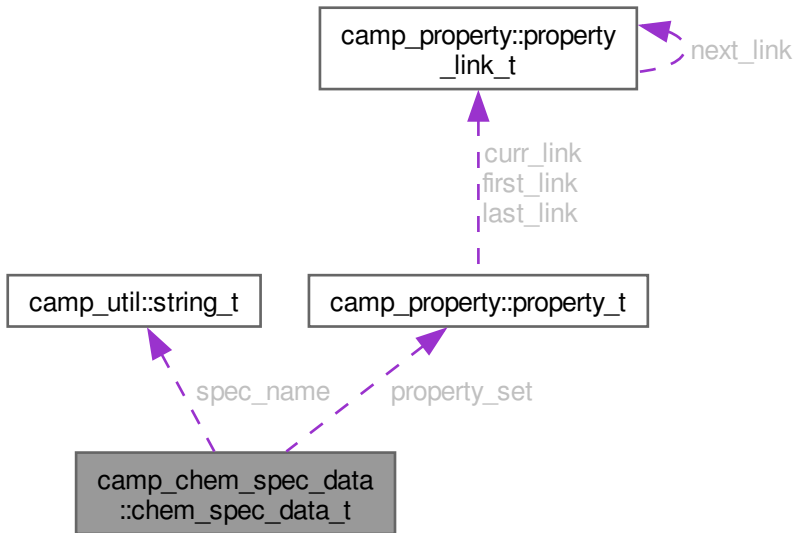 camp_property::property
_link_t
next_link
curr_link
first_link
last_link
camp_util::string_t
camp_property::property_t
spec_name
property_set
camp_chem_spec_data
::chem_spec_data_t